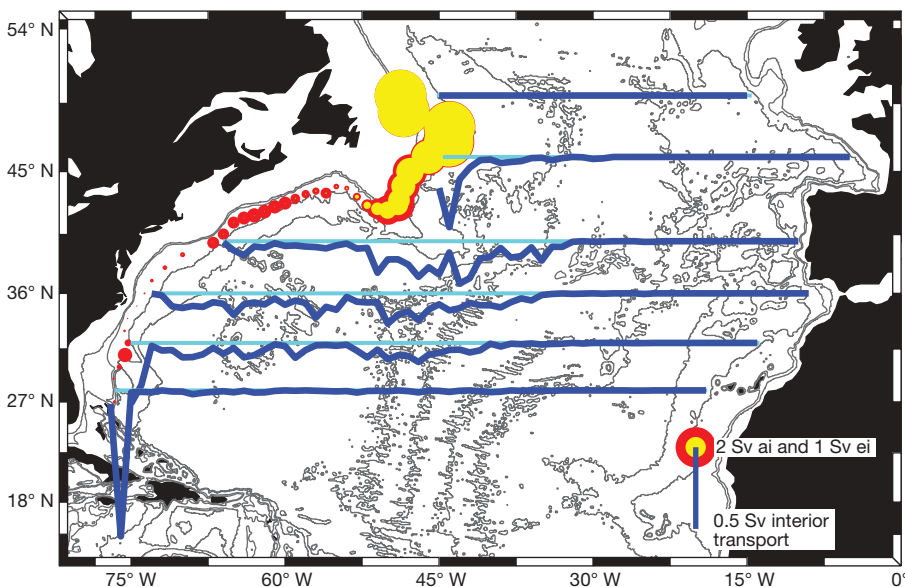 54° N
45° N
36° N
27° N
18° N
2 Sv ai and 1 Sv ei
0.5 Sv interior
transport
75° W
60° W
45° W
30° W
15° W
0°